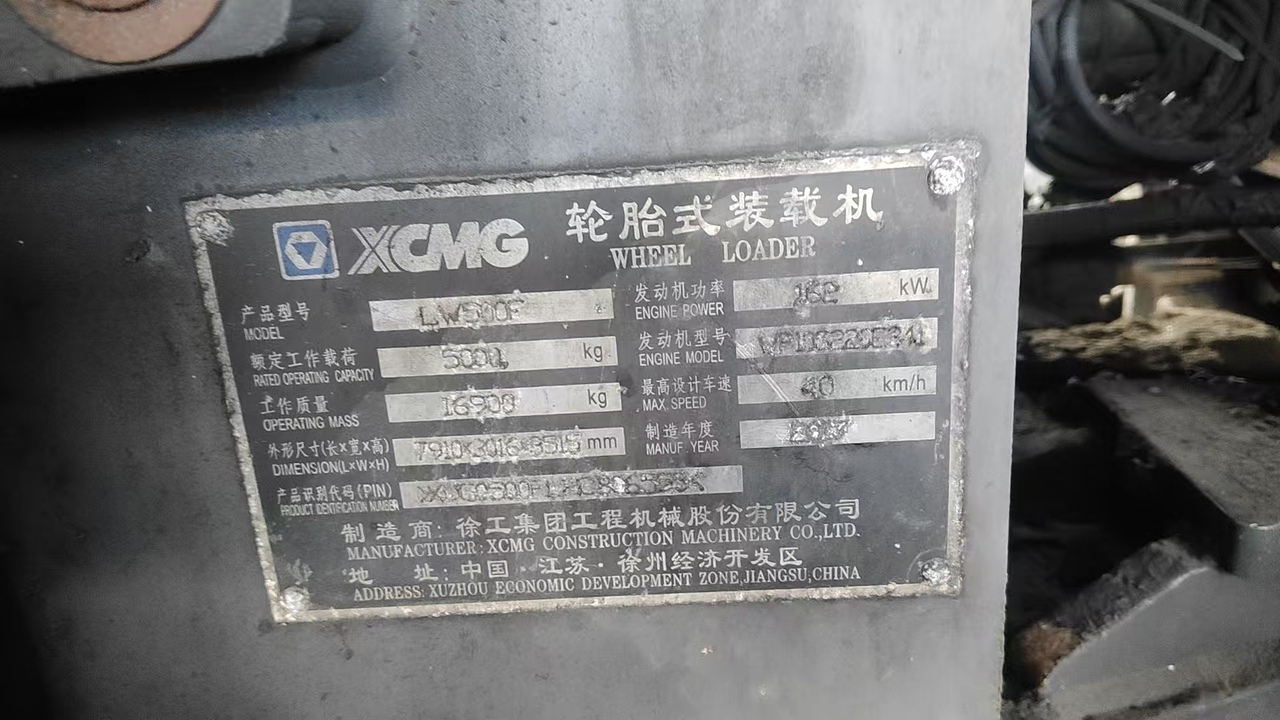 XCMG 轮胎式装载机
WHEEL LOADER
产品型号 LW500F
MODEL
发动机功率 162 kW
ENGINE POWER
额定工作载荷 5000 kg
RATED OPERATING CAPACITY
发动机型号
ENGINE MODEL
工作质量 16900 kg
OPERATING MASS
最高设计车速 40 km/h
MAX. SPEED
外形尺寸(长×宽×高) 7910×3016×3515 mm
DIMENSION(L×W×H)
制造年度
MANUF.YEAR
产品识别代码(PIN)
PRODUCT IDENTIFICATION NUMBER
制造商:徐工集团工程机械股份有限公司
MANUFACTURER:XCMG CONSTRUCTION MACHINERY CO.,LTD.
地 址:中国·江苏·徐州经济开发区
ADDRESS:XUZHOU ECONOMIC DEVELOPMENT ZONE,JIANGSU,CHINA